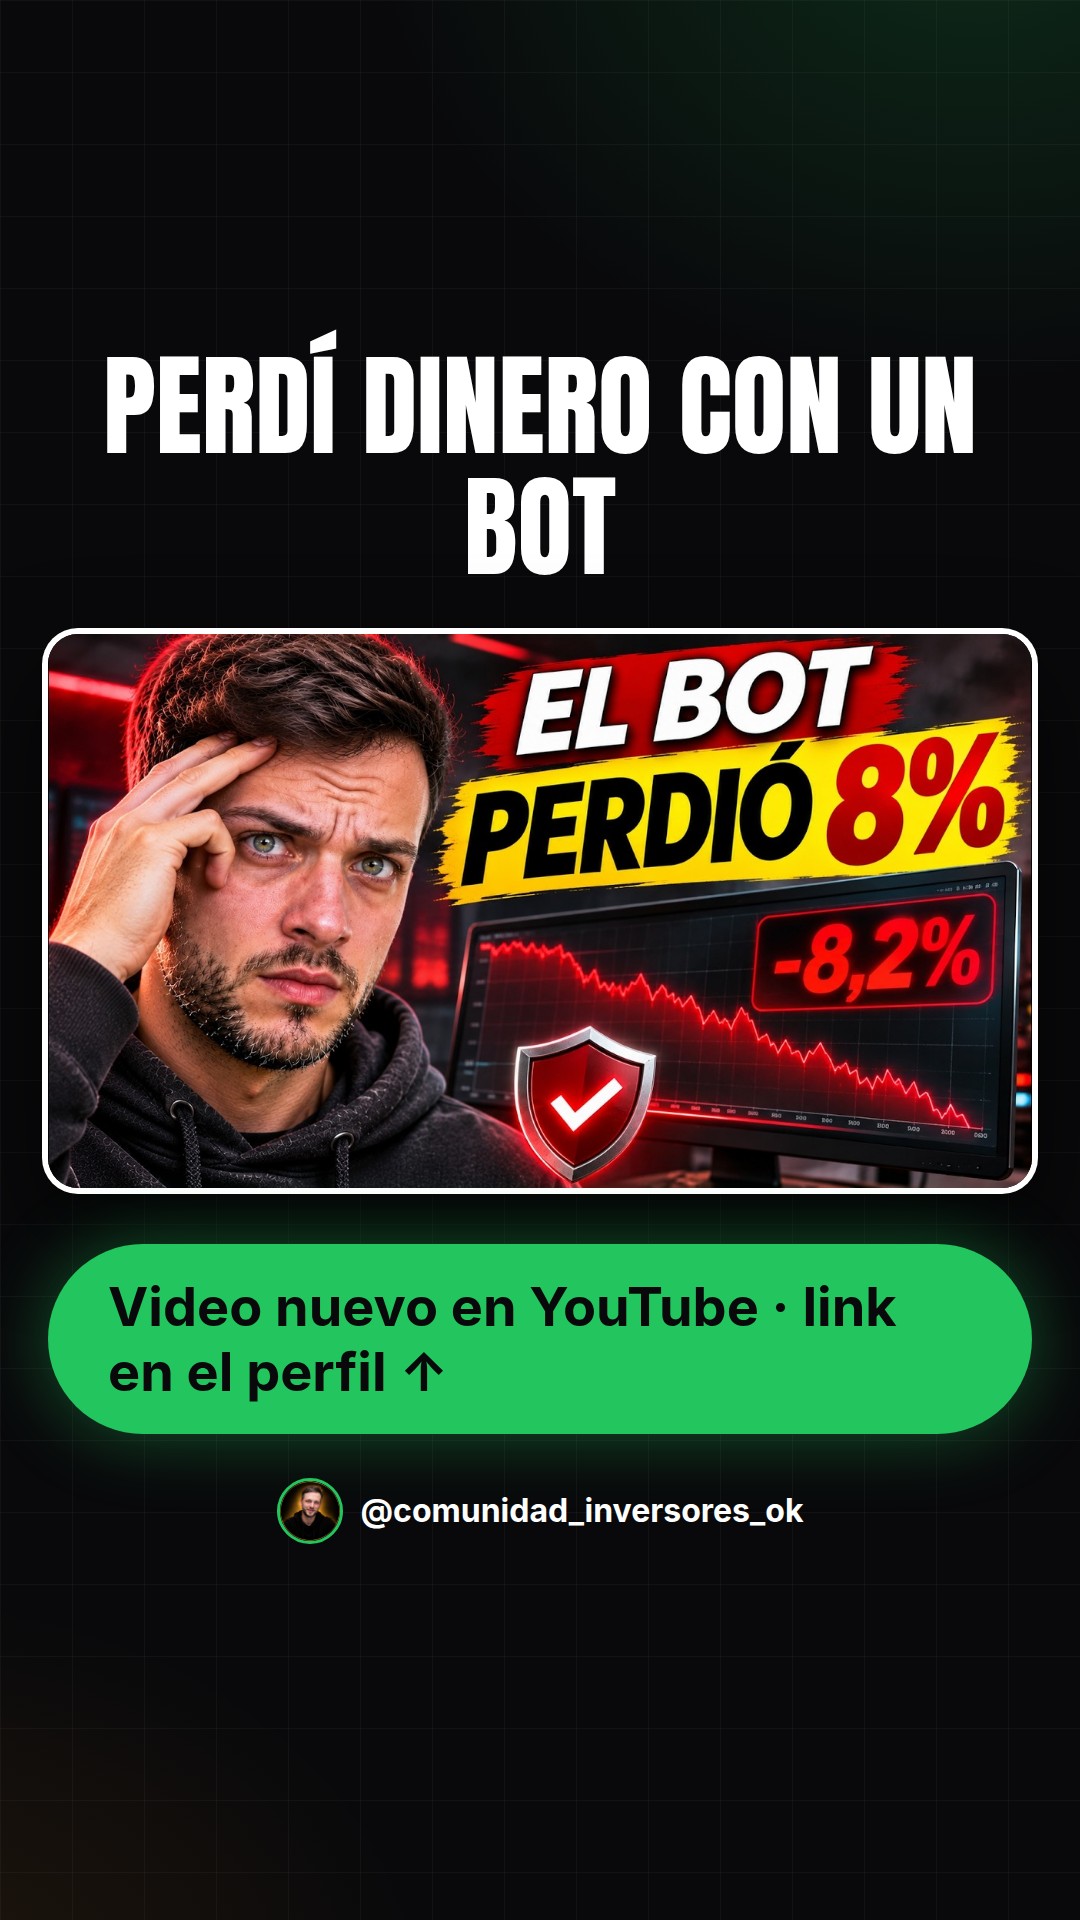 PERDÍ DINERO CON UN
BOT
EL BOT
PERDIÓ 8%
-8,2%
Video nuevo en YouTube · link
en el perfil ↑
@comunidad_inversores_ok